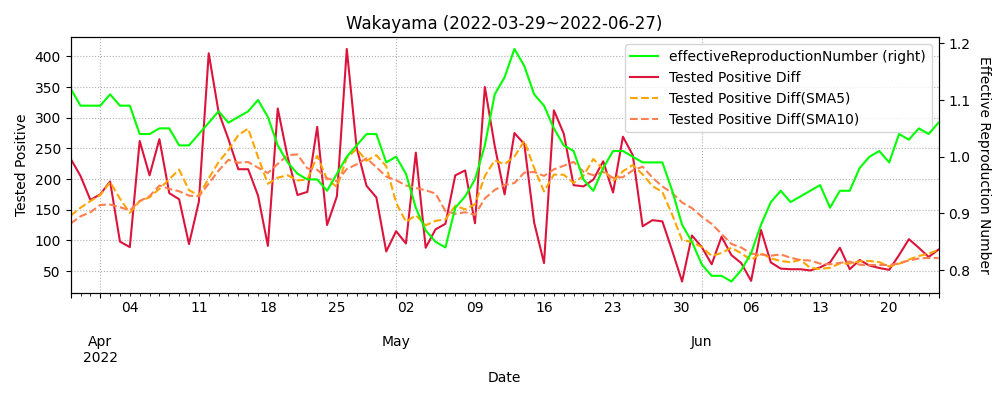 Wakayama (2022-03-29~2022-06-27)
effectiveReproductionNumber (right)
Tested Positive Diff
Tested Positive Diff(SMA5)
Tested Positive Diff(SMA10)
Tested Positive
400
350
300
250
200
150
100
50
1.2
1.1
1.0
0.9
0.8
Effective Reproduction Number
04 11 18 25 02 09 16 23 30 06 13 20
Apr May Jun
2022
Date